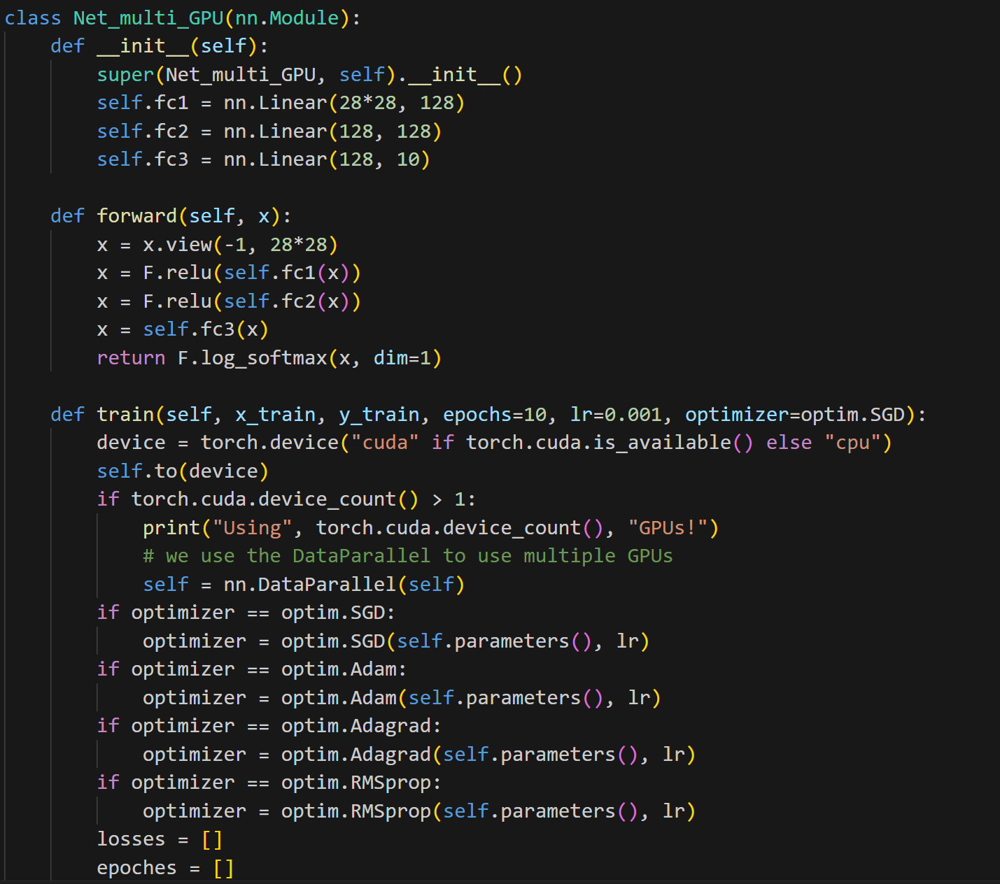 class Net_multi_GPU(nn.Module):
    def __init__(self):
        super(Net_multi_GPU, self).__init__()
        self.fc1 = nn.Linear(28*28, 128)
        self.fc2 = nn.Linear(128, 128)
        self.fc3 = nn.Linear(128, 10)

    def forward(self, x):
        x = x.view(-1, 28*28)
        x = F.relu(self.fc1(x))
        x = F.relu(self.fc2(x))
        x = self.fc3(x)
        return F.log_softmax(x, dim=1)

    def train(self, x_train, y_train, epochs=10, lr=0.001, optimizer=optim.SGD):
        device = torch.device("cuda" if torch.cuda.is_available() else "cpu")
        self.to(device)
        if torch.cuda.device_count() > 1:
            print("Using", torch.cuda.device_count(), "GPUs!")
            # we use the DataParallel to use multiple GPUs
            self = nn.DataParallel(self)
        if optimizer == optim.SGD:
            optimizer = optim.SGD(self.parameters(), lr)
        if optimizer == optim.Adam:
            optimizer = optim.Adam(self.parameters(), lr)
        if optimizer == optim.Adagrad:
            optimizer = optim.Adagrad(self.parameters(), lr)
        if optimizer == optim.RMSprop:
            optimizer = optim.RMSprop(self.parameters(), lr)
        losses = []
        epoches = []